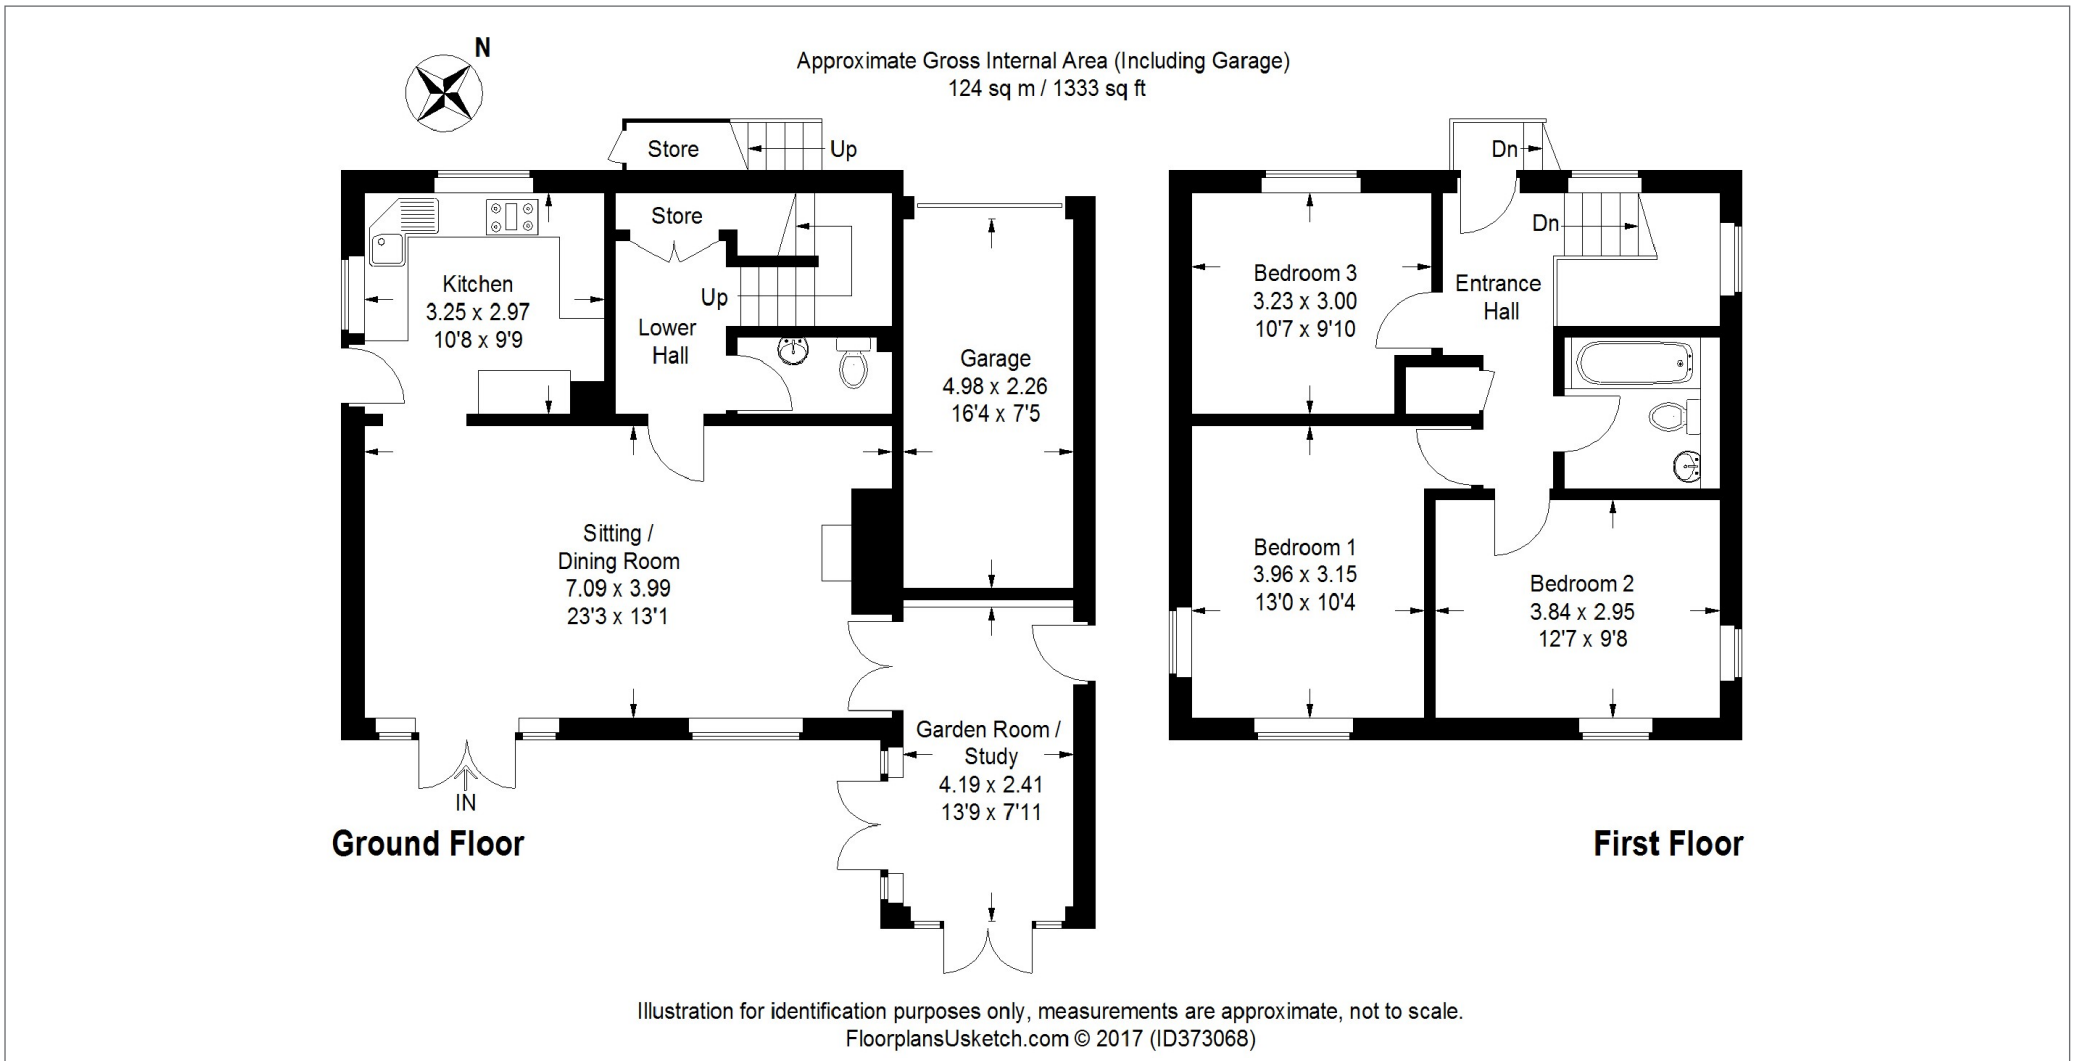 N
Approximate Gross Internal Area (Including Garage)
124 sq m / 1333 sq ft
Store
Up
Store
Kitchen
3.25 x 2.97
10'8 x 9'9
Up
Lower
Hall
Garage
4.98 x 2.26
16'4 x 7'5
Sitting /
Dining Room
7.09 x 3.99
23'3 x 13'1
Garden Room /
Study
4.19 x 2.41
13'9 x 7'11
IN
Ground Floor
Dn
Dn
Bedroom 3
3.23 x 3.00
10'7 x 9'10
Entrance
Hall
Bedroom 1
3.96 x 3.15
13'0 x 10'4
Bedroom 2
3.84 x 2.95
12'7 x 9'8
First Floor
Illustration for identification purposes only, measurements are approximate, not to scale.
FloorplansUsketch.com © 2017 (ID373068)